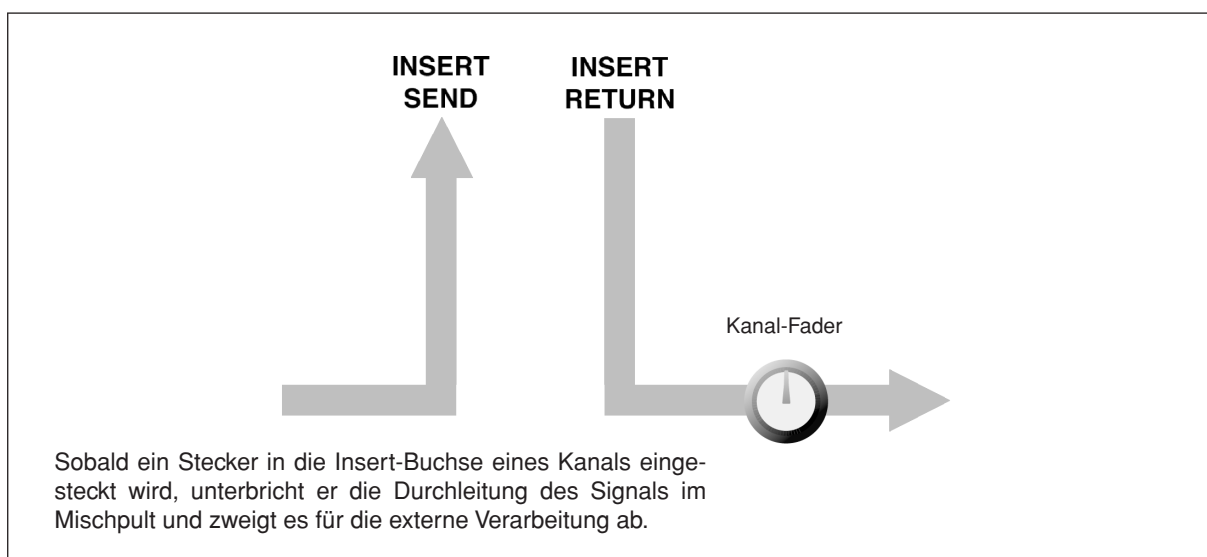 INSERT
SEND
INSERT
RETURN
Kanal-Fader
Sobald ein Stecker in die Insert-Buchse eines Kanals einge-
steckt wird, unterbricht er die Durchleitung des Signals im
Mischpult und zweigt es für die externe Verarbeitung ab.